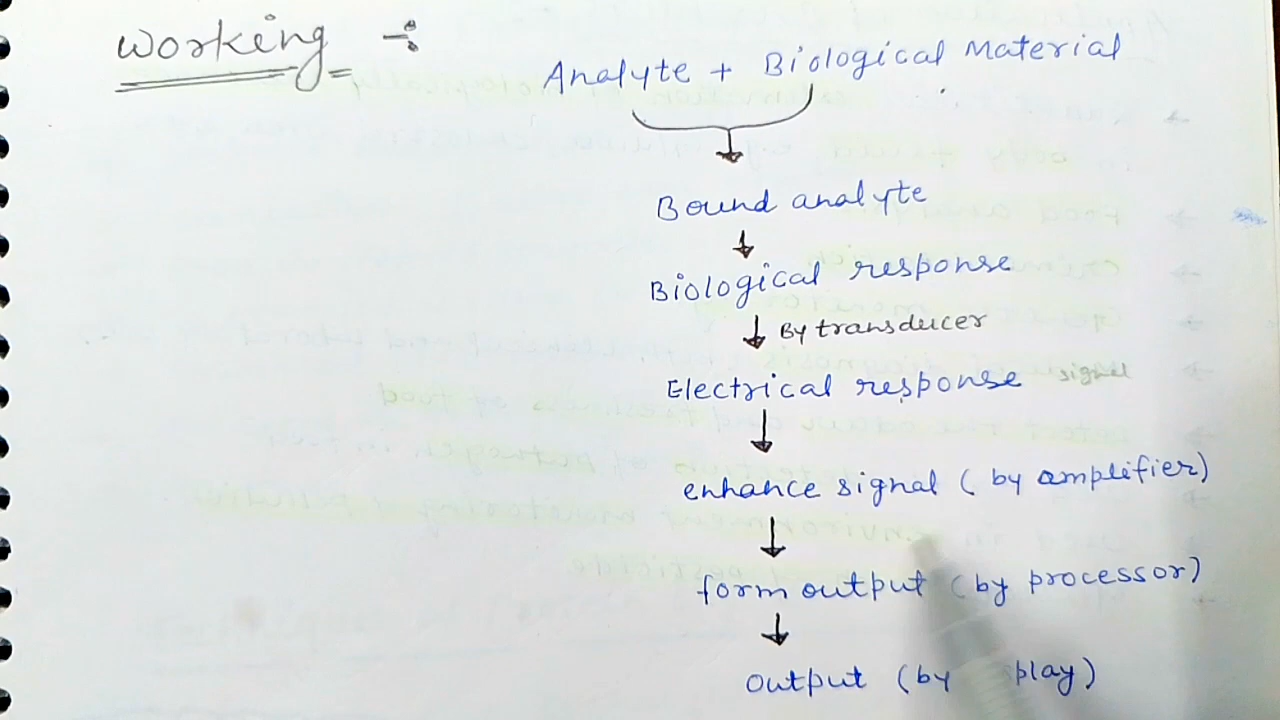 Working :-
Analyte + Biological Material
Bound analyte
Biological response
By transducer
Electrical response signal
enhance signal (by amplifier)
form output (by processor)
output (by